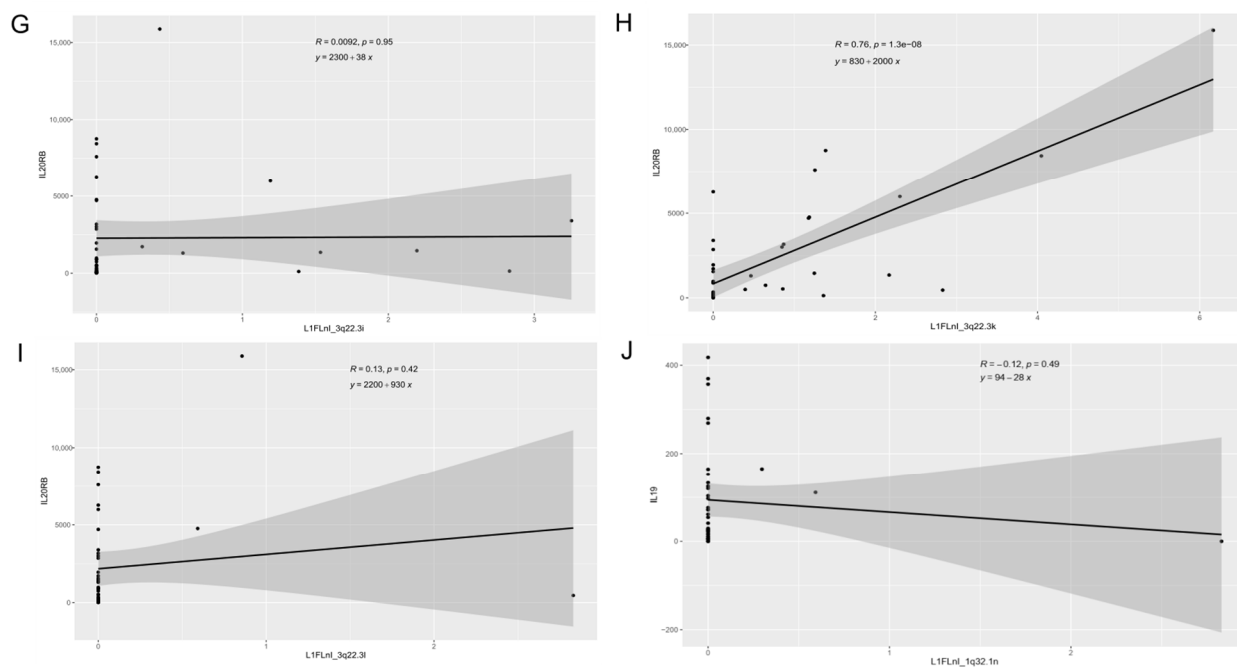 G
15,000
10,000
5000
0
IL20RB
R = 0.0092, p = 0.95
y = 2300 + 38 x
0
1
2
3
L1FLnI_3q22.3i
H
15,000
10,000
5000
0
IL20RB
R = 0.76, p = 1.3e−08
y = 830 + 2000 x
0
2
4
6
L1FLnI_3q22.3k
I
15,000
10,000
5000
0
IL20RB
R = 0.13, p = 0.42
y = 2200 + 930 x
0
1
2
L1FLnI_3q22.3l
J
400
200
0
−200
IL19
R = −0.12, p = 0.49
y = 94 − 28 x
0
1
2
L1FLnI_1q32.1n